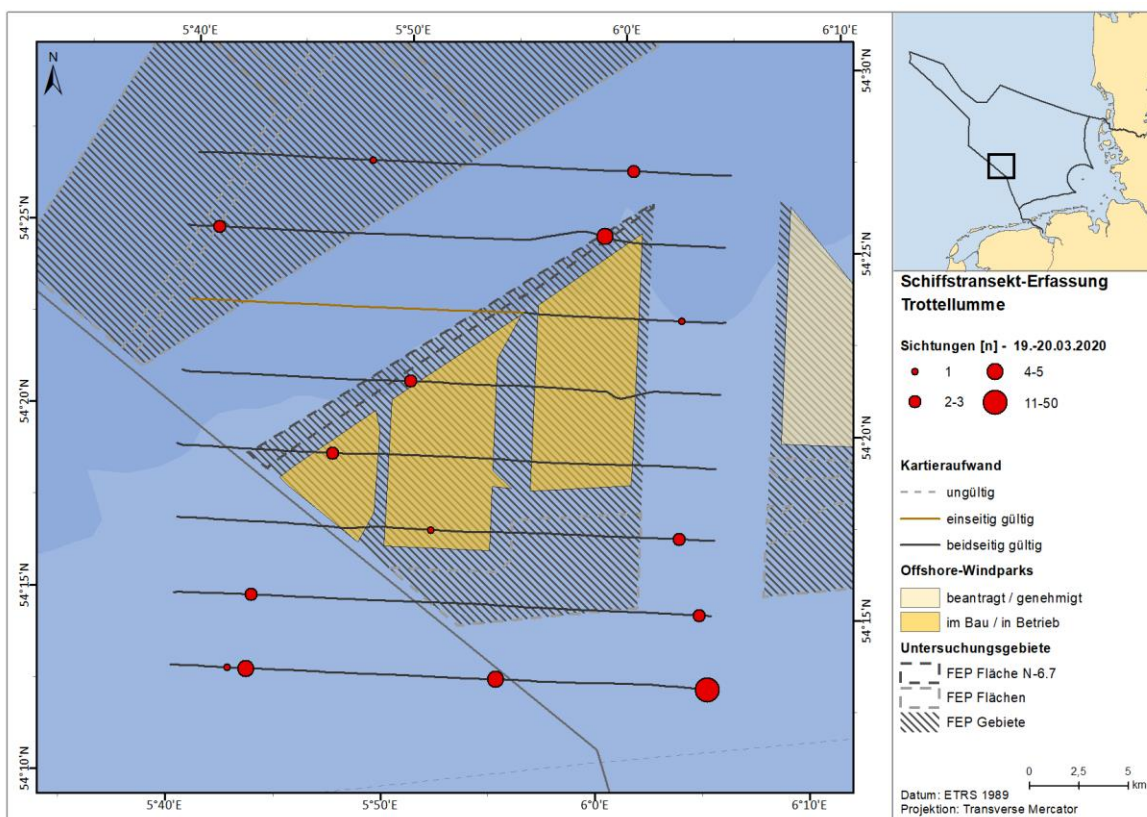 5°40'E 5°50'E 6°0'E 6°10'E
N
54°30'N
54°25'N
54°25'N
54°20'N
54°20'N
54°15'N
54°15'N
54°10'N
5°40'E 5°50'E 6°0'E 6°10'E
Schiffstransekt-Erfassung
Trottellumme
Sichtungen [n] - 19.-20.03.2020
1 4-5
2-3 11-50
Kartieraufwand
ungültig
einseitig gültig
beidseitig gültig
Offshore-Windparks
beantragt / genehmigt
im Bau / in Betrieb
Untersuchungsgebiete
FEP Fläche N-6.7
FEP Flächen
FEP Gebiete
0 2,5 5
km
Datum: ETRS 1989
Projektion: Transverse Mercator